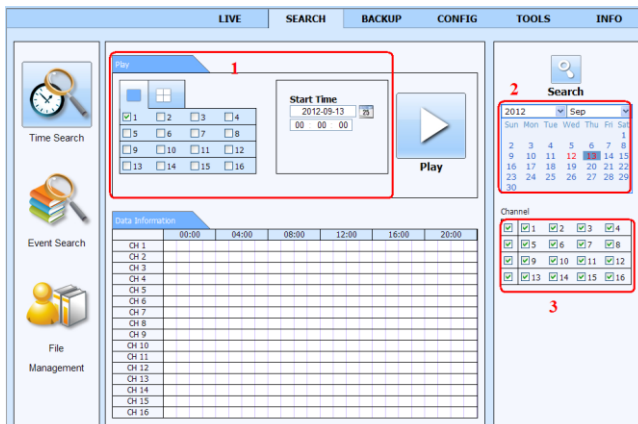 LIVE SEARCH BACKUP CONFIG TOOLS INFO
Time Search
Event Search
File
Management
Play
1
1 2 3 4
5 6 7 8
9 10 11 12
13 14 15 16
Start Time
2012-09-13
00 00 00
Play
Data Information
00:00 04:00 08:00 12:00 16:00 20:00
CH 1
CH 2
CH 3
CH 4
CH 5
CH 6
CH 7
CH 8
CH 9
CH 10
CH 11
CH 12
CH 13
CH 14
CH 15
CH 16
2
Search
2012 Sep
Sun Mon Tue Wed Thu Fri Sat
1
2 3 4 5 6 7 8
9 10 11 12 13 14 15
16 17 18 19 20 21 22
23 24 25 26 27 28 29
30
Channel
1 2 3 4
5 6 7 8
9 10 11 12
13 14 15 16
3